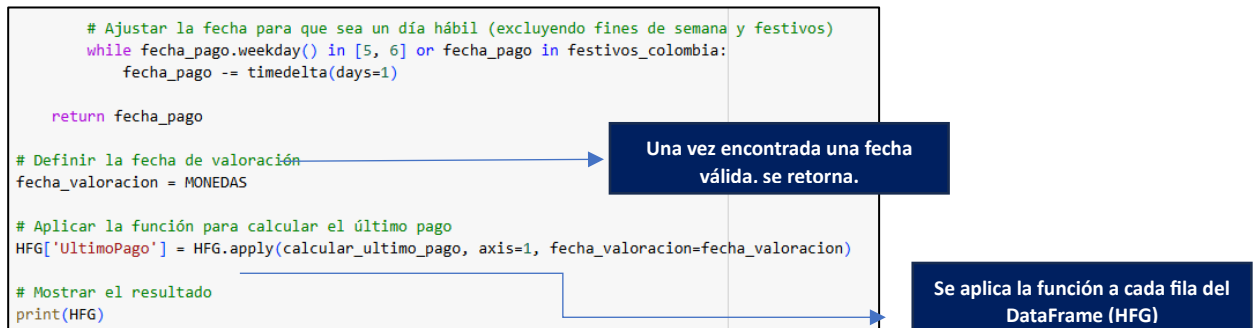 # Ajustar la fecha para que sea un día hábil (excluyendo fines de semana y festivos)
while fecha_pago.weekday() in [5, 6] or fecha_pago in festivos_colombia:
fecha_pago -= timedelta(days=1)
return fecha_pago
# Definir la fecha de valoración
fecha_valoracion = MONEDAS
Una vez encontrada una fecha
válida. se retorna.
# Aplicar la función para calcular el último pago
HFG['UltimoPago'] = HFG.apply(calcular_ultimo_pago, axis=1, fecha_valoracion=fecha_valoracion)
# Mostrar el resultado
print(HFG)
Se aplica la función a cada fila del
DataFrame (HFG)